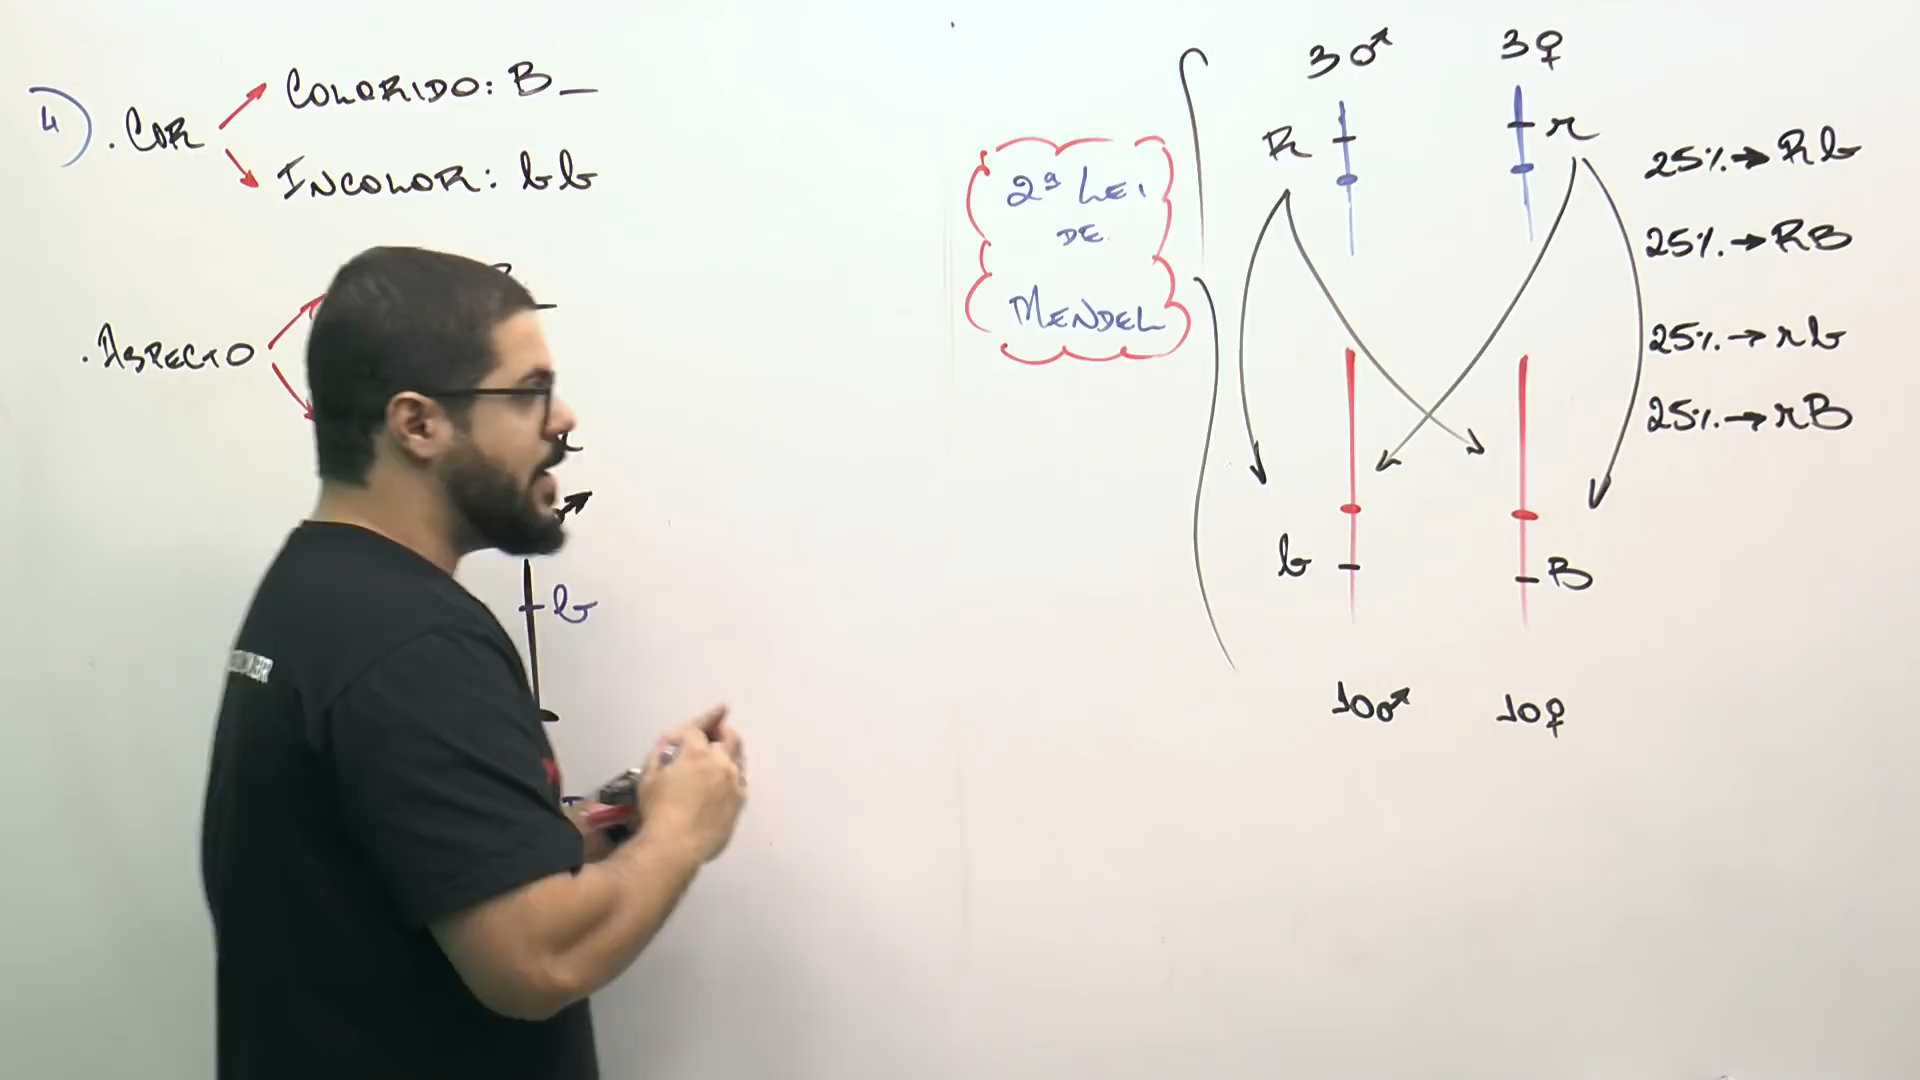 4) . COR
COLORIDO: B_
INCOLOR: bb
. ASPECTO
b
2ª LEI
DE
MENDEL
3♂ 3♀
R r
b B
10♂ 10♀
25% → Rb
25% → RB
25% → rb
25% → rB